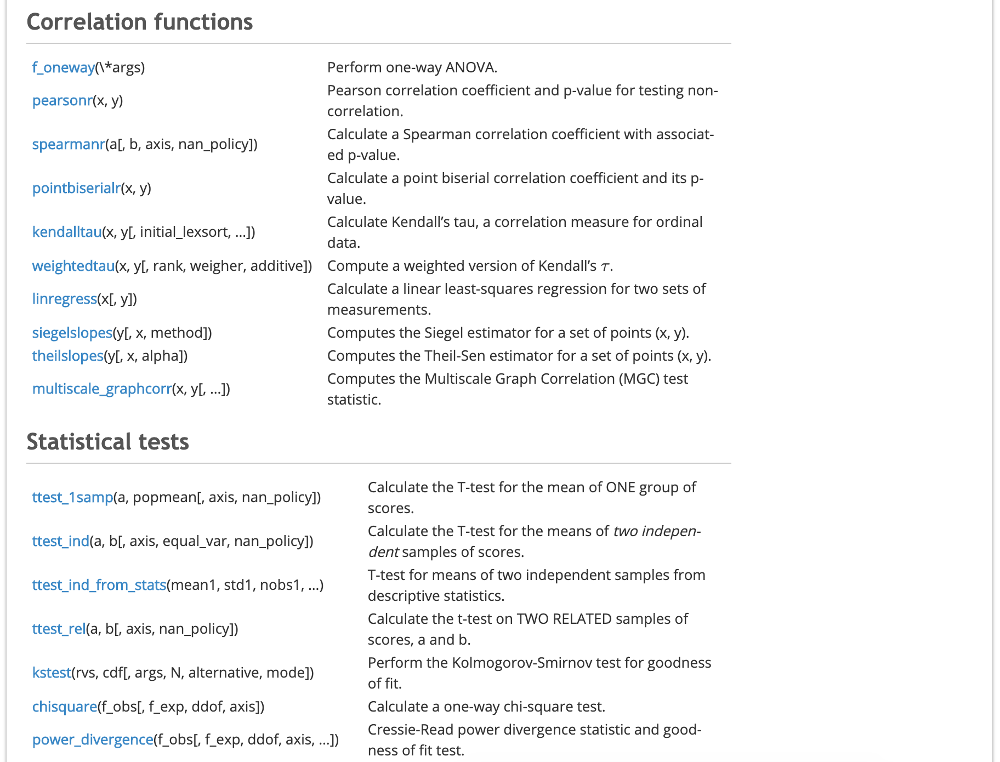 Correlation functions
f_oneway(\*args) Perform one-way ANOVA.
pearsonr(x, y) Pearson correlation coefficient and p-value for testing non-
correlation.
spearmanr(a[, b, axis, nan_policy]) Calculate a Spearman correlation coefficient with associat-
ed p-value.
pointbiserialr(x, y) Calculate a point biserial correlation coefficient and its p-
value.
kendalltau(x, y[, initial_lexsort, …]) Calculate Kendall’s tau, a correlation measure for ordinal
data.
weightedtau(x, y[, rank, weigher, additive]) Compute a weighted version of Kendall’s τ.
linregress(x[, y]) Calculate a linear least-squares regression for two sets of
measurements.
siegelslopes(y[, x, method]) Computes the Siegel estimator for a set of points (x, y).
theilslopes(y[, x, alpha]) Computes the Theil-Sen estimator for a set of points (x, y).
multiscale_graphcorr(x, y[, …]) Computes the Multiscale Graph Correlation (MGC) test
statistic.
Statistical tests
ttest_1samp(a, popmean[, axis, nan_policy]) Calculate the T-test for the mean of ONE group of
scores.
ttest_ind(a, b[, axis, equal_var, nan_policy]) Calculate the T-test for the means of two indepen-
dent samples of scores.
ttest_ind_from_stats(mean1, std1, nobs1, …) T-test for means of two independent samples from
descriptive statistics.
ttest_rel(a, b[, axis, nan_policy]) Calculate the t-test on TWO RELATED samples of
scores, a and b.
kstest(rvs, cdf[, args, N, alternative, mode]) Perform the Kolmogorov-Smirnov test for goodness
of fit.
chisquare(f_obs[, f_exp, ddof, axis]) Calculate a one-way chi-square test.
power_divergence(f_obs[, f_exp, ddof, axis, …]) Cressie-Read power divergence statistic and good-
ness of fit test.